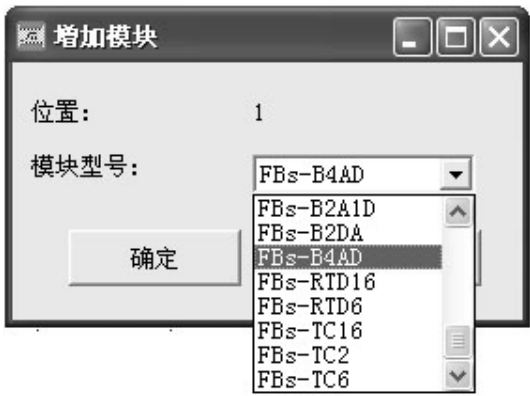 增加模块
位置: 1
模块型号: FBs-B4AD
FBs-B2A1D
FBs-B2DA
FBs-B4AD
FBs-RTD16
FBs-RTD6
FBs-TC16
FBs-TC2
FBs-TC6
确定